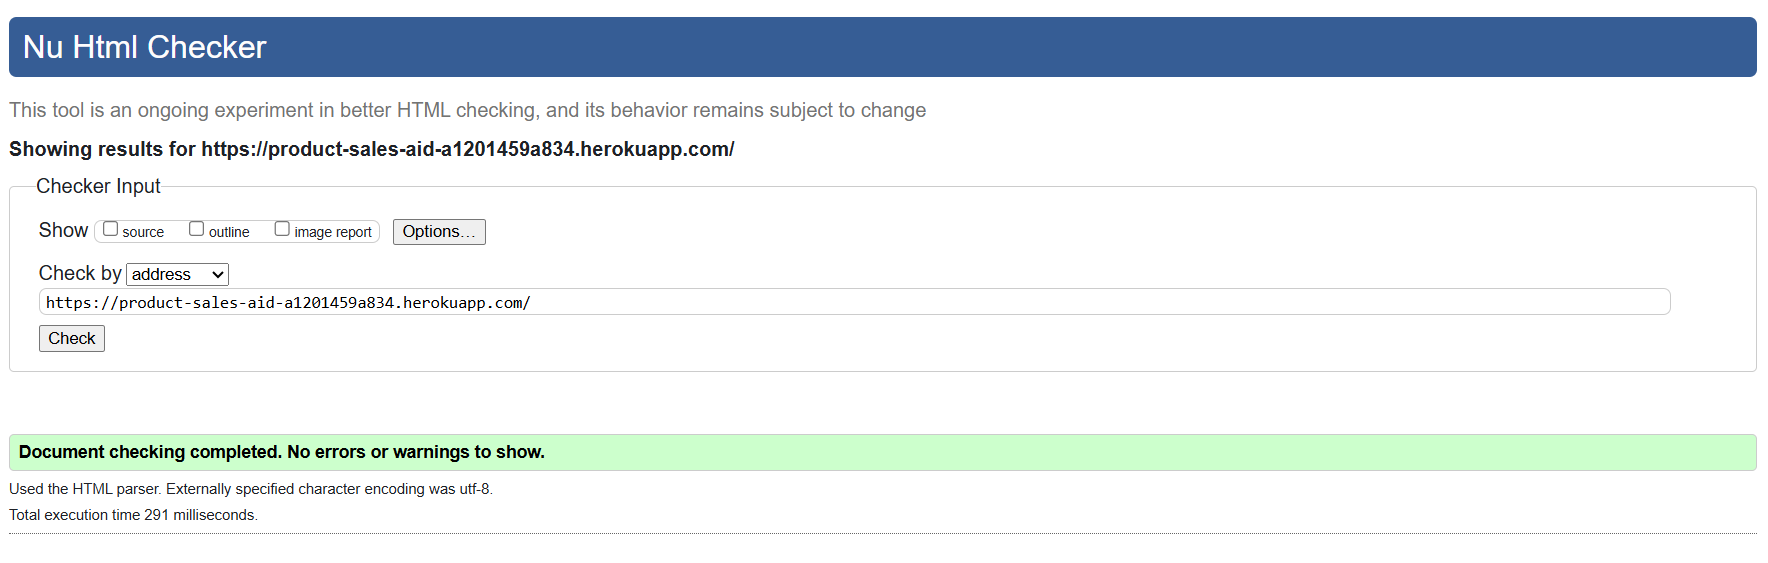 Nu Html Checker
This tool is an ongoing experiment in better HTML checking, and its behavior remains subject to change
Showing results for https://product-sales-aid-a1201459a834.herokuapp.com/
Checker Input
Show source outline image report Options...
Check by address
https://product-sales-aid-a1201459a834.herokuapp.com/
Check
Document checking completed. No errors or warnings to show.
Used the HTML parser. Externally specified character encoding was utf-8.
Total execution time 291 milliseconds.